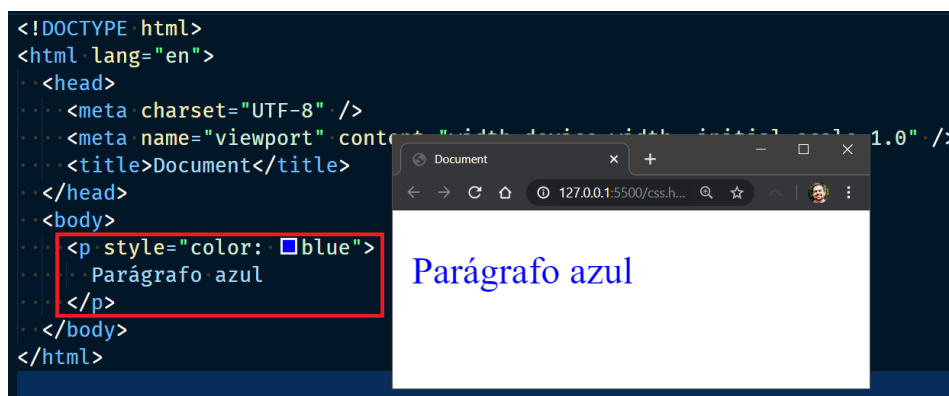 <!DOCTYPE html>
<html lang="en">
<head>
<meta charset="UTF-8" />
<meta name="viewport" content="width=device-width, initial-scale=1.0" />
<title>Document</title>
</head>
<body>
<p style="color: blue">
Parágrafo azul
</p>
</body>
</html>
Document
127.0.0.1:5500/css.h...
Parágrafo azul